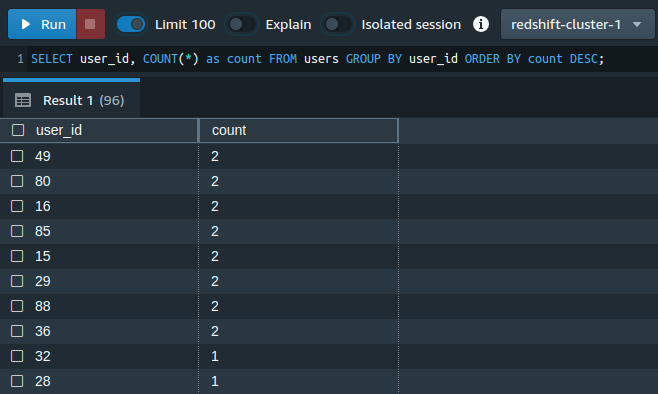 Run Limit 100 Explain Isolated session redshift-cluster-1
1 SELECT user_id, COUNT(*) as count FROM users GROUP BY user_id ORDER BY count DESC;
Result 1 (96)
user_id count
49 2
80 2
16 2
85 2
15 2
29 2
88 2
36 2
32 1
28 1